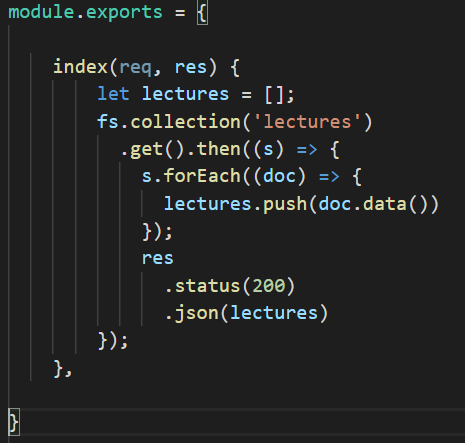 module.exports = {
index(req, res) {
let lectures = [];
fs.collection('lectures')
.get().then((s) => {
s.forEach((doc) => {
lectures.push(doc.data())
});
res
.status(200)
.json(lectures)
});
},
}